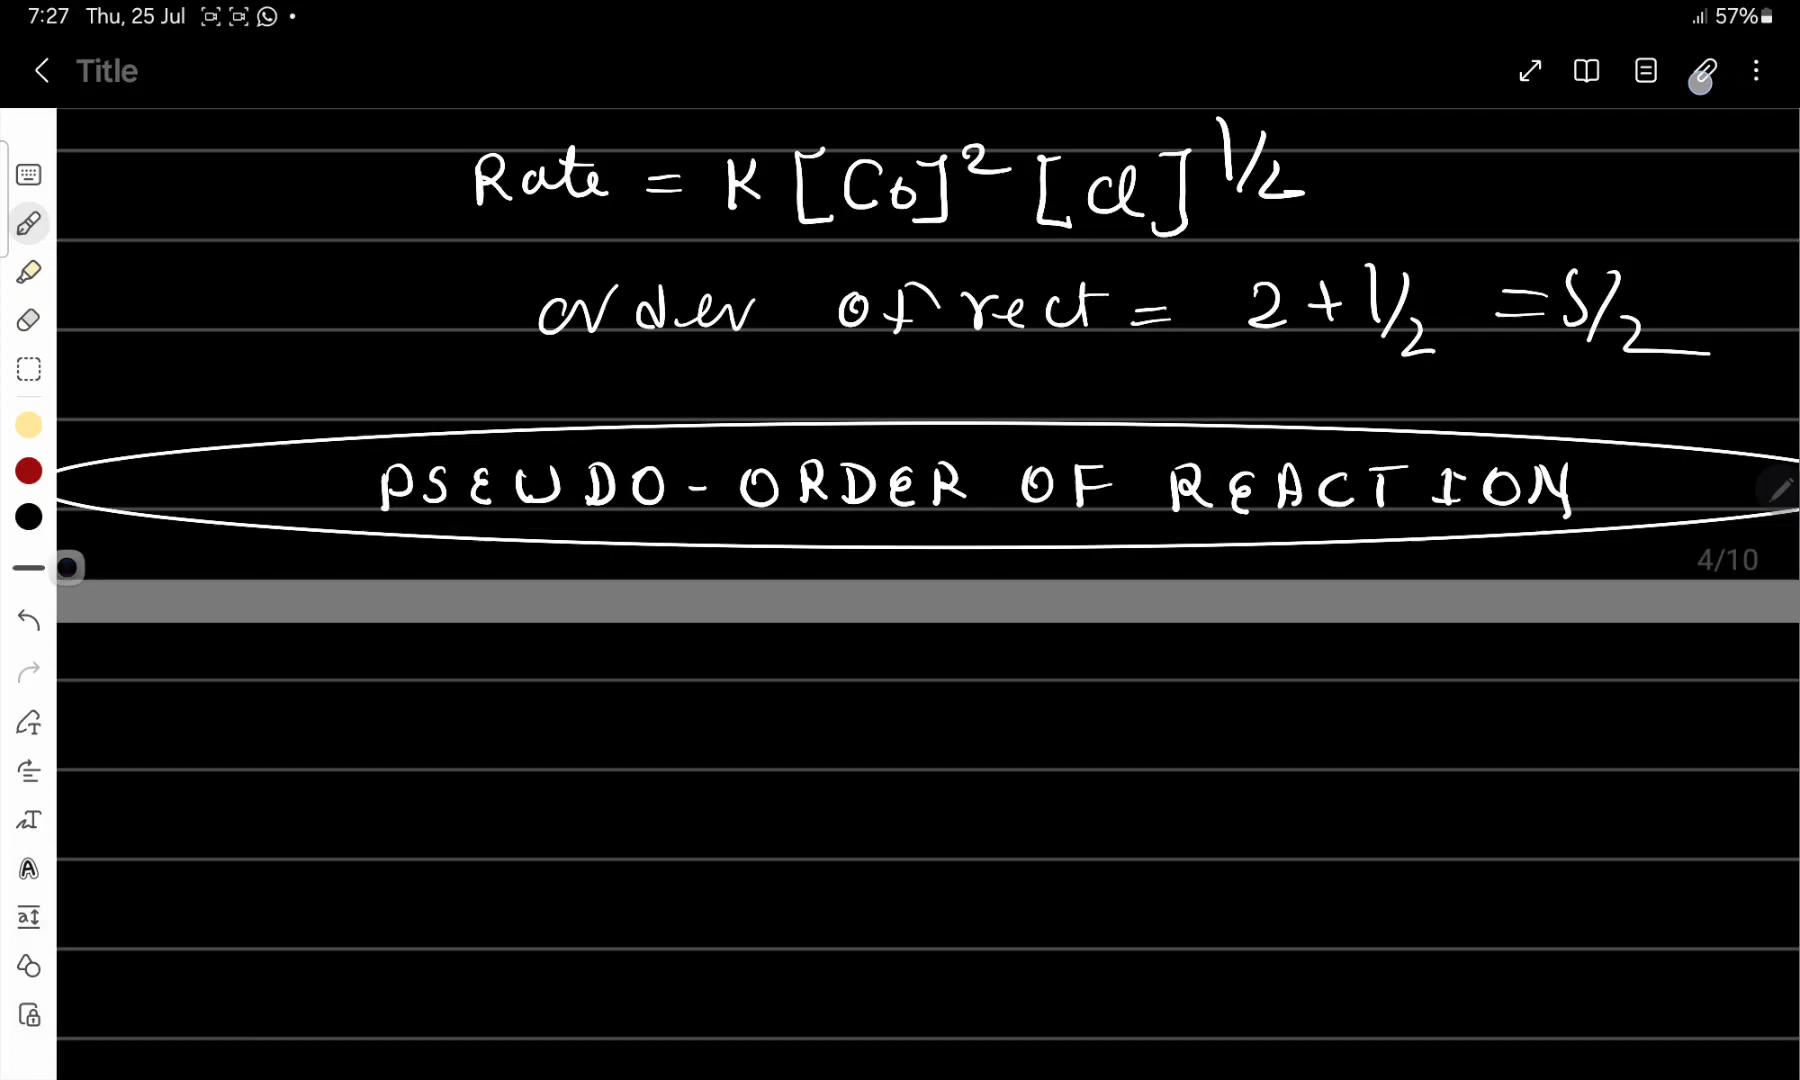 7:27 Thu, 25 Jul 57%
Title
Rate = K [Co]² [Cl]^1/2
order of rect = 2 + 1/2 = 5/2
PSEUDO - ORDER OF REACTION
4/10